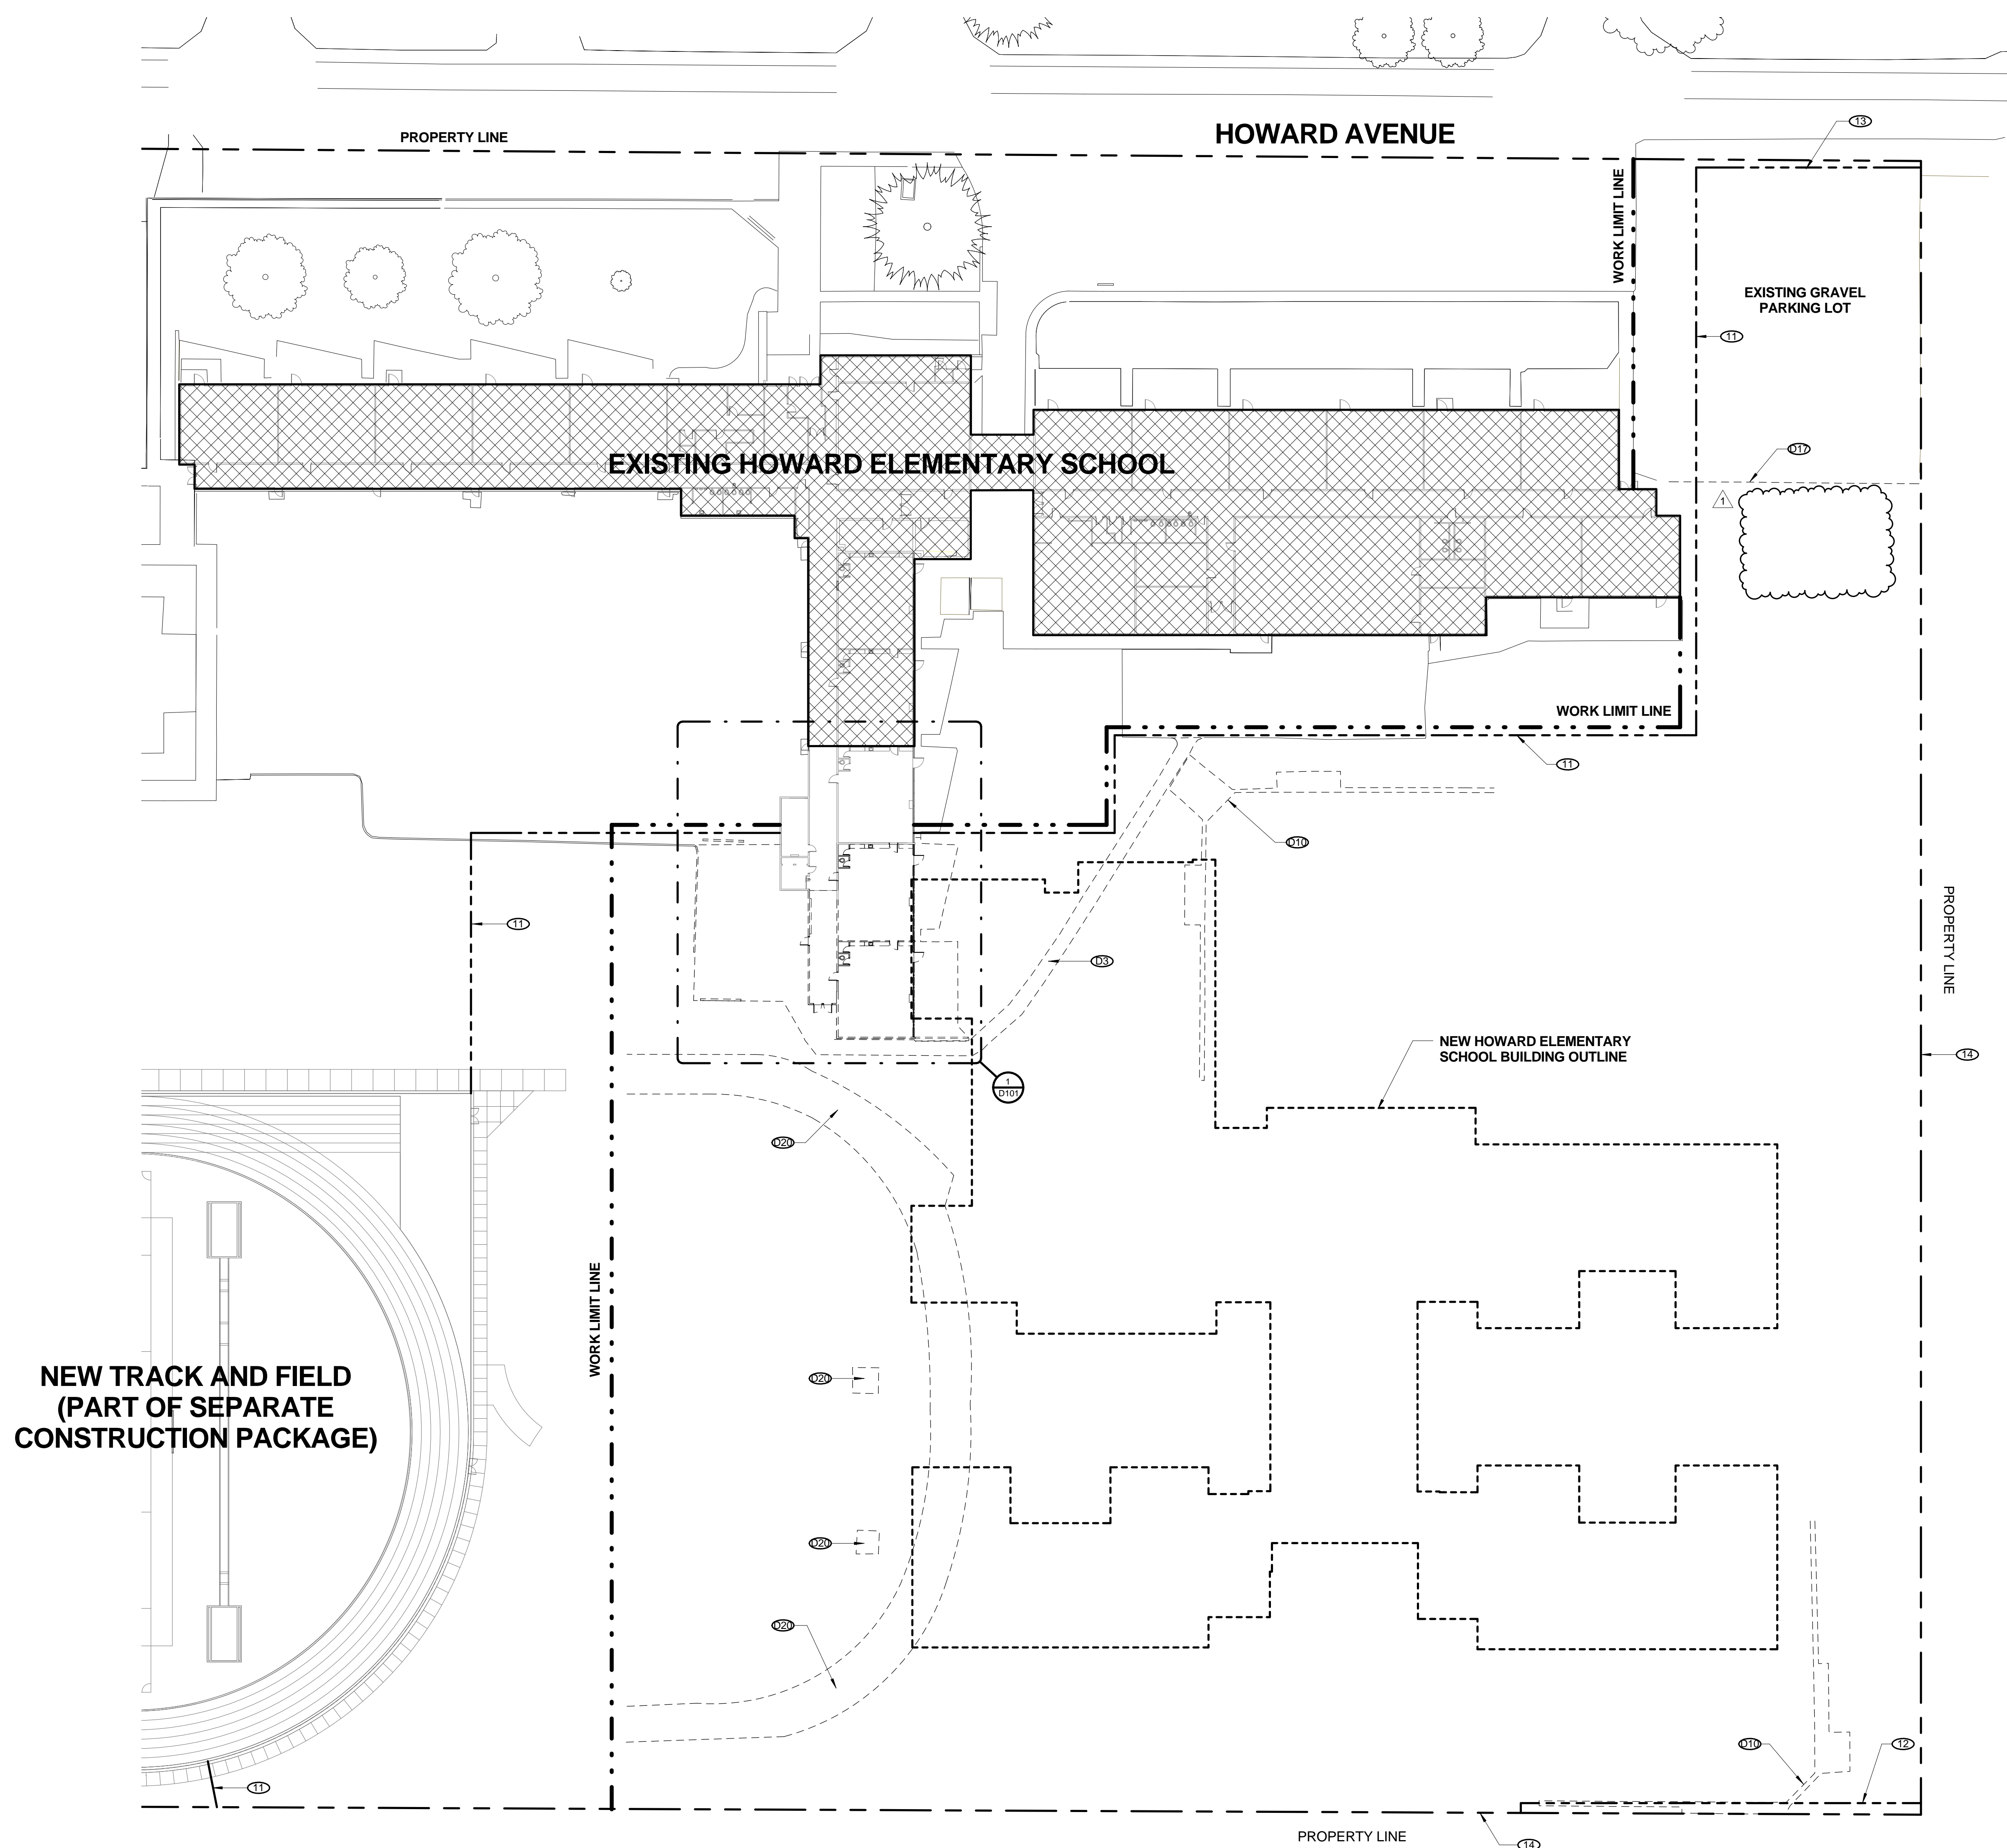 PROPERTY LINE
HOWARD AVENUE
13
WORK LIMIT LINE
EXISTING GRAVEL
PARKING LOT
11
D17
EXISTING HOWARD ELEMENTARY SCHOOL
1
WORK LIMIT LINE
11
D10
11
D3
PROPERTY LINE
NEW HOWARD ELEMENTARY
SCHOOL BUILDING OUTLINE
14
1
D101
D20
WORK LIMIT LINE
NEW TRACK AND FIELD
(PART OF SEPARATE
CONSTRUCTION PACKAGE)
D20
D20
D20
D10
12
11
PROPERTY LINE
14